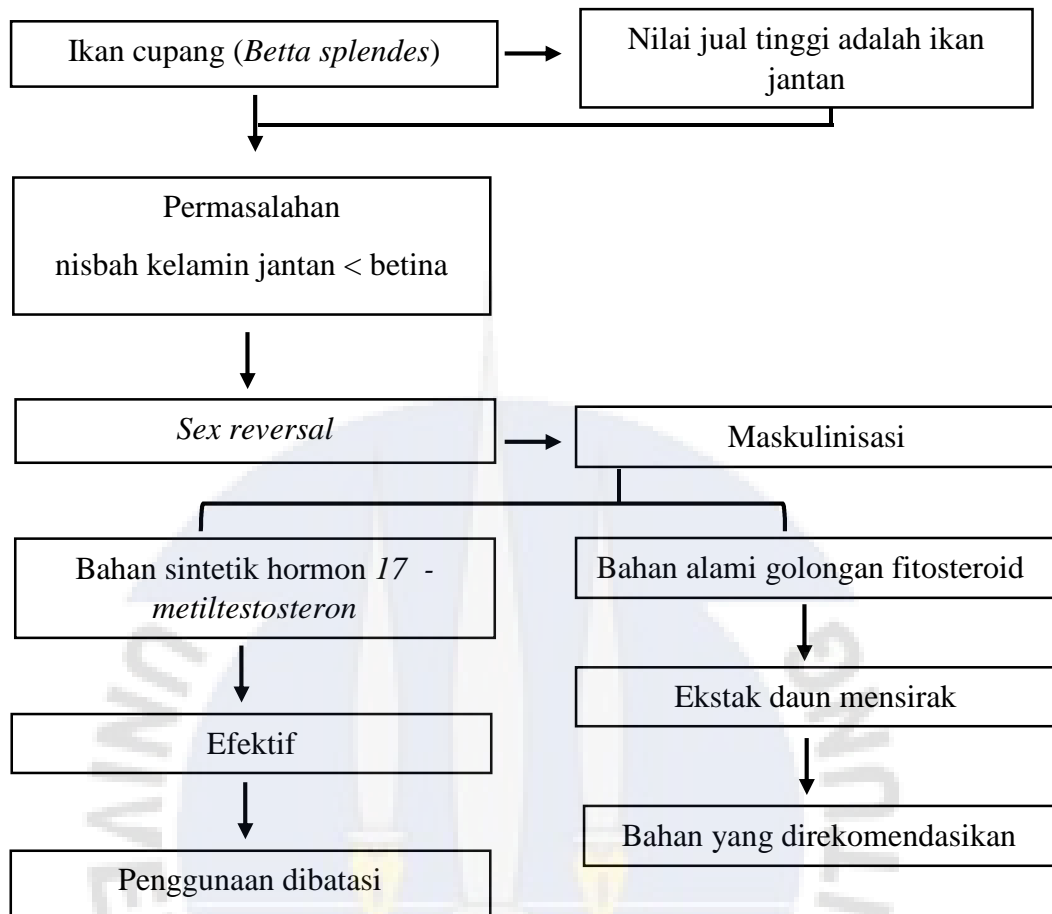 Ikan cupang (Betta splendes)
Nilai jual tinggi adalah ikan
jantan
Permasalahan
nisbah kelamin jantan < betina
Sex reversal
Maskulinisasi
Bahan sintetik hormon 17 -
metiltestosteron
Bahan alami golongan fitosteroid
Efektif
Ekstak daun mensirak
Penggunaan dibatasi
Bahan yang direkomendasikan